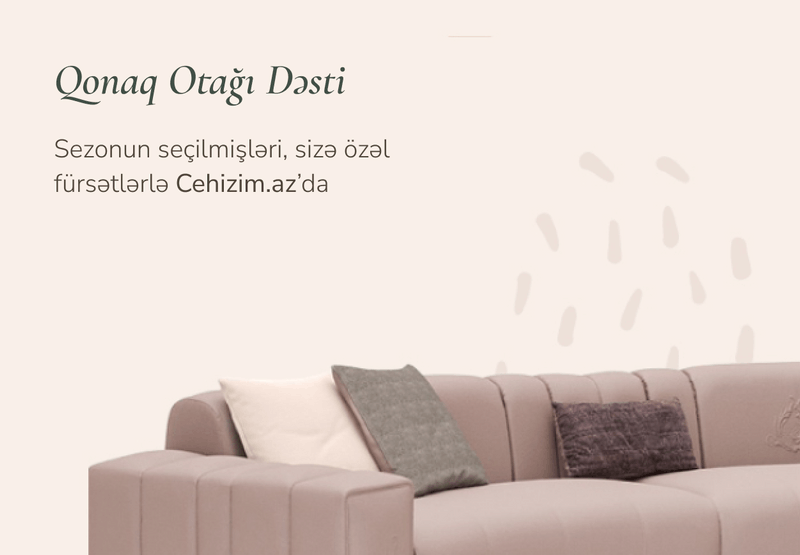 Qonaq Otağı Dəsti
Sezonun seçilmişləri, sizə özəl
fürsətlərlə Cehizim.az’da